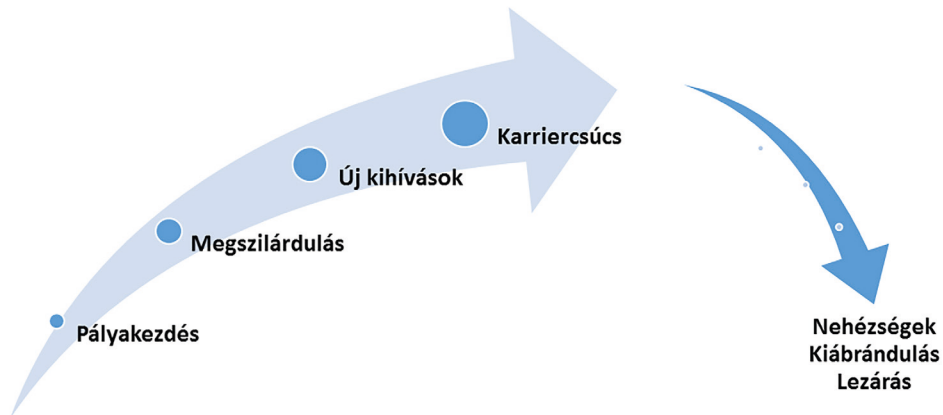 Karriercsúcs
Új kihívások
Megszilárdulás
Pályakezdés
Nehézségek
Kiábrándulás
Lezárás